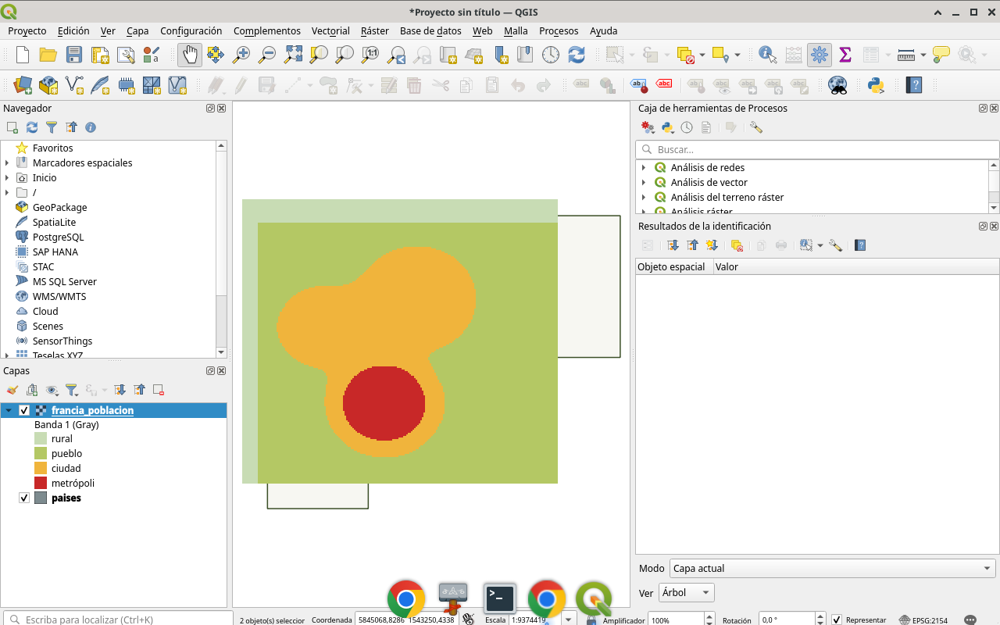 *Proyecto sin título — QGIS
Proyecto Edición Ver Capa Configuración Complementos Vectorial Ráster Base de datos Web Malla Procesos Ayuda
1:1
abc abc
Navegador
Favoritos
Marcadores espaciales
Inicio
/
GeoPackage
SpatiaLite
PostgreSQL
SAP HANA
STAC
MS SQL Server
WMS/WMTS
Cloud
Scenes
SensorThings
Teselas XYZ
Capas
francia_poblacion
Banda 1 (Gray)
rural
pueblo
ciudad
metrópoli
paises
Caja de herramientas de Procesos
Buscar...
Análisis de redes
Análisis de vector
Análisis del terreno ráster
Análisis ráster
Resultados de la identificación
Objeto espacial Valor
Modo Capa actual
Ver Árbol
Escriba para localizar (Ctrl+K)
2 objeto(s) seleccior Coordenada 5845068,8286 1543250,4338 Escala 1:9374419 Amplificador 100% Rotación 0,0 ° Representar EPSG:2154